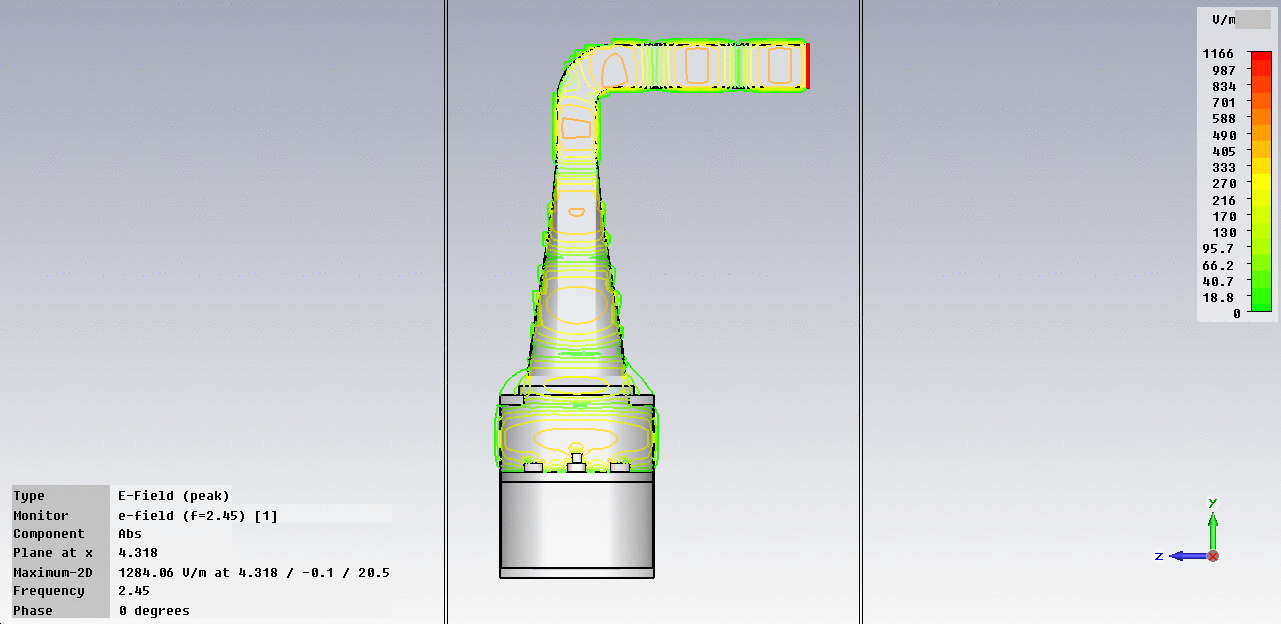 V/m
1166
987
834
701
588
490
405
333
270
216
170
130
95.7
66.2
40.7
18.8
0
Type E-Field (peak)
Monitor e-field (f=2.45) [1]
Component Abs
Plane at x 4.318
Maximum-2D 1284.06 V/m at 4.318 / -0.1 / 20.5
Frequency 2.45
Phase 0 degrees
y
z